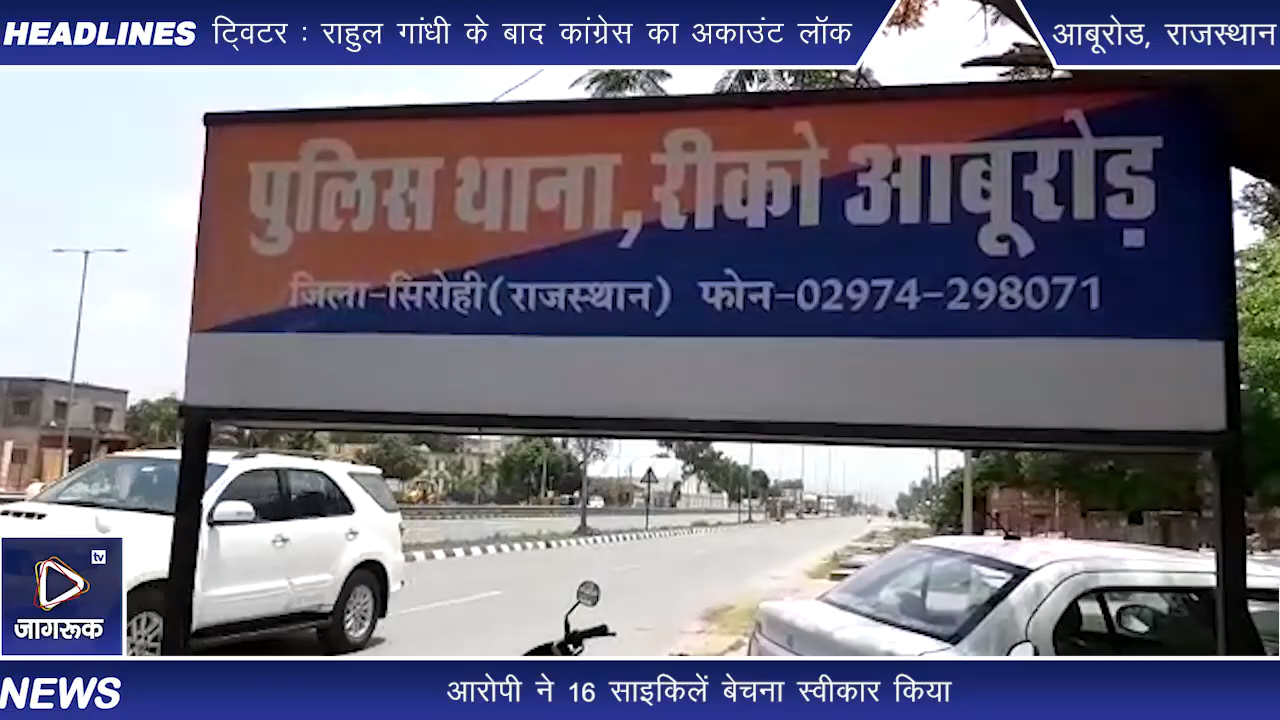 HEADLINES ट्विटर : राहुल गांधी के बाद कांग्रेस का अकाउंट लॉक
आबूरोड, राजस्थान
पुलिस थाना, रीको आबूरोड़
जिला-सिरोही (राजस्थान) फोन-02974-298071
tv
जागरूक
NEWS आरोपी ने 16 साइकिलें बेचना स्वीकार किया